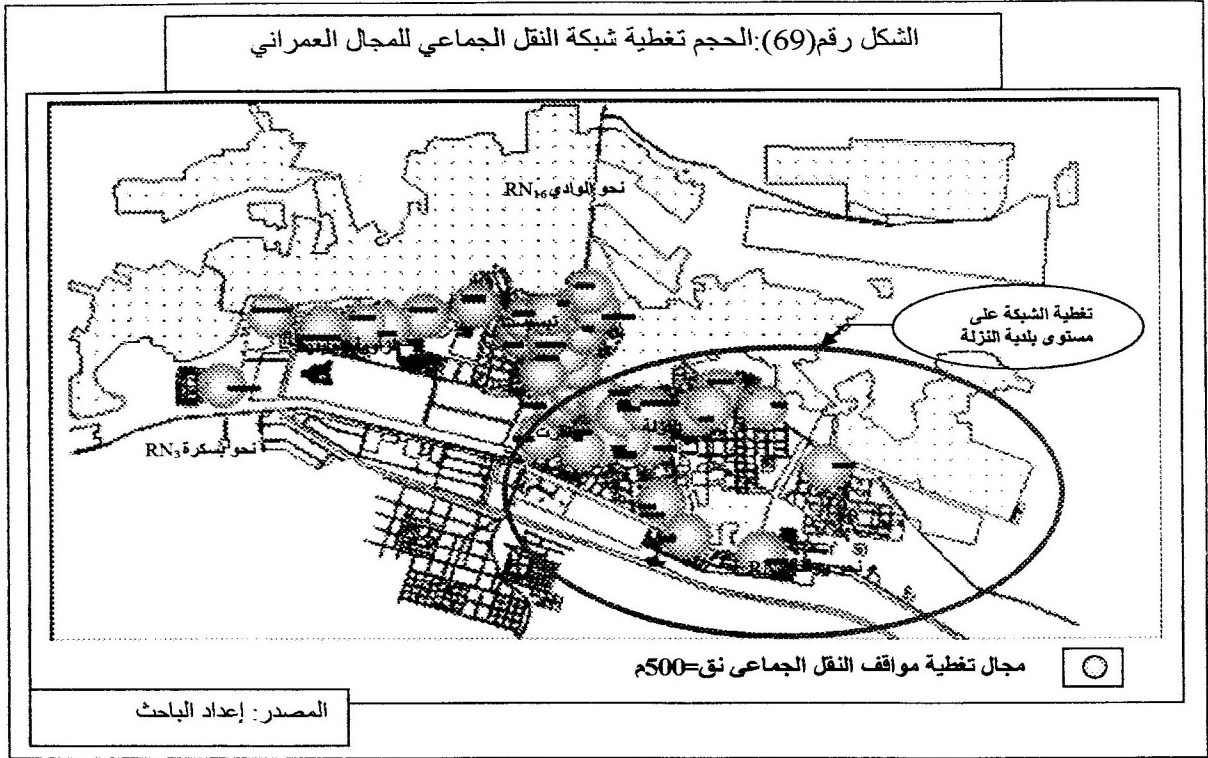 الشكل رقم(69):الحجم تغطية شبكة النقل الجماعي للمجال العمراني
نحو الوادي RN16
تغطية الشبكة على
مستوى بلدية النزلة
نحو بسكرة RN3
مجال تغطية مواقف النقل الجماعى نق=500م
المصدر: إعداد الباحث